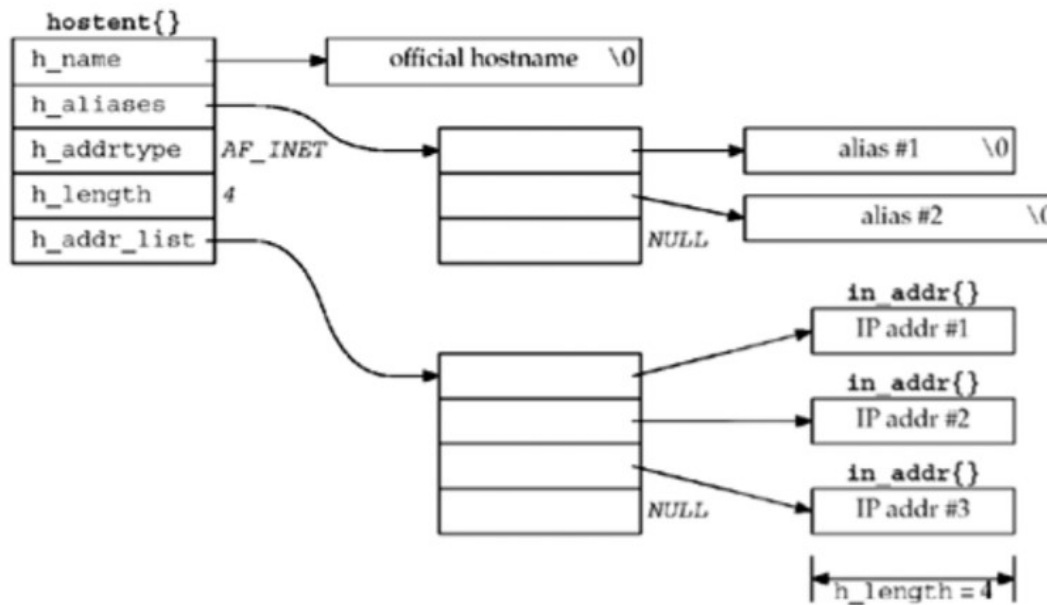 hostent{}
h_name
official hostname \0
h_aliases
h_addrtype AF_INET
alias #1 \0
h_length 4
alias #2 \0
h_addr_list
NULL
in_addr{}
IP addr #1
in_addr{}
IP addr #2
in_addr{}
NULL
IP addr #3
h_length = 4